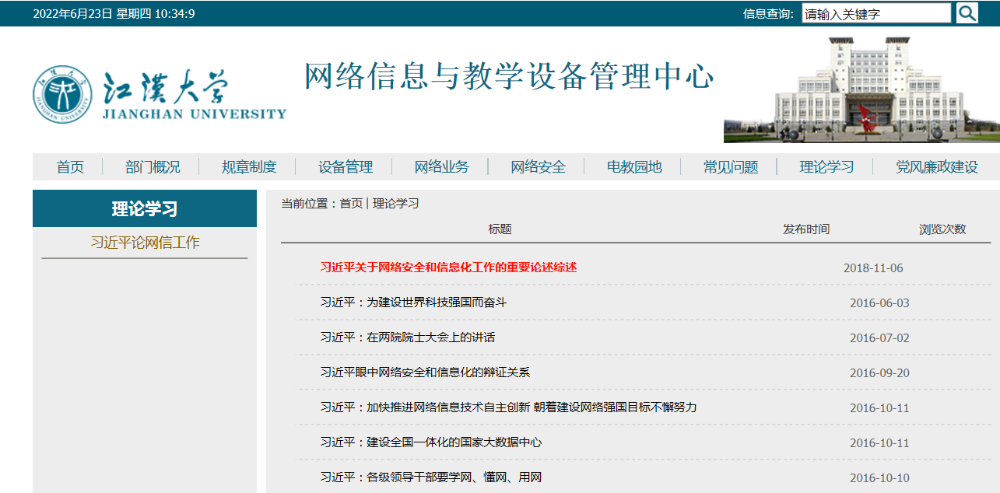 2022年6月23日 星期四 10:34:9
信息查询:
请输入关键字
江漢大学
JIANGHAN UNIVERSITY
网络信息与教学设备管理中心
首页
部门概况
规章制度
设备管理
网络业务
网络安全
电教园地
常见问题
理论学习
党风廉政建设
理论学习
习近平论网信工作
当前位置：首页 | 理论学习
标题 发布时间 浏览次数
习近平关于网络安全和信息化工作的重要论述综述 2018-11-06
习近平：为建设世界科技强国而奋斗 2016-06-03
习近平：在两院院士大会上的讲话 2016-07-02
习近平眼中网络安全和信息化的辩证关系 2016-09-20
习近平：加快推进网络信息技术自主创新 朝着建设网络强国目标不懈努力 2016-10-11
习近平：建设全国一体化的国家大数据中心 2016-10-11
习近平：各级领导干部要学网、懂网、用网 2016-10-10